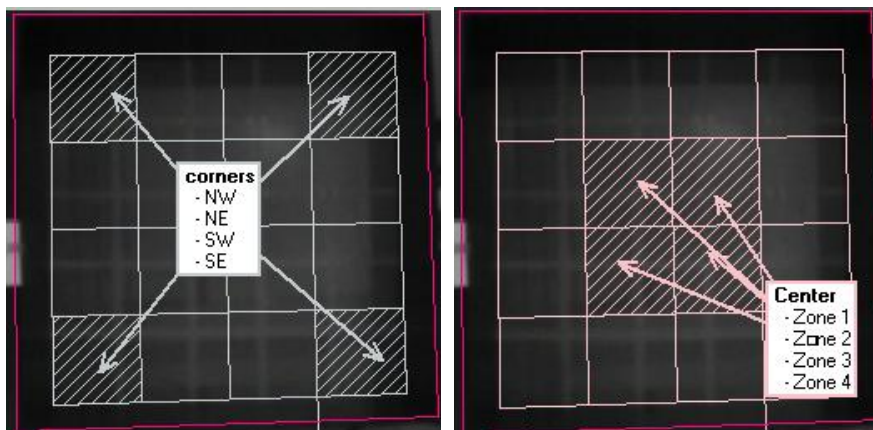 corners
- NW
- NE
- SW
- SE
Center
- Zone 1
- Zone 2
- Zone 3
- Zone 4